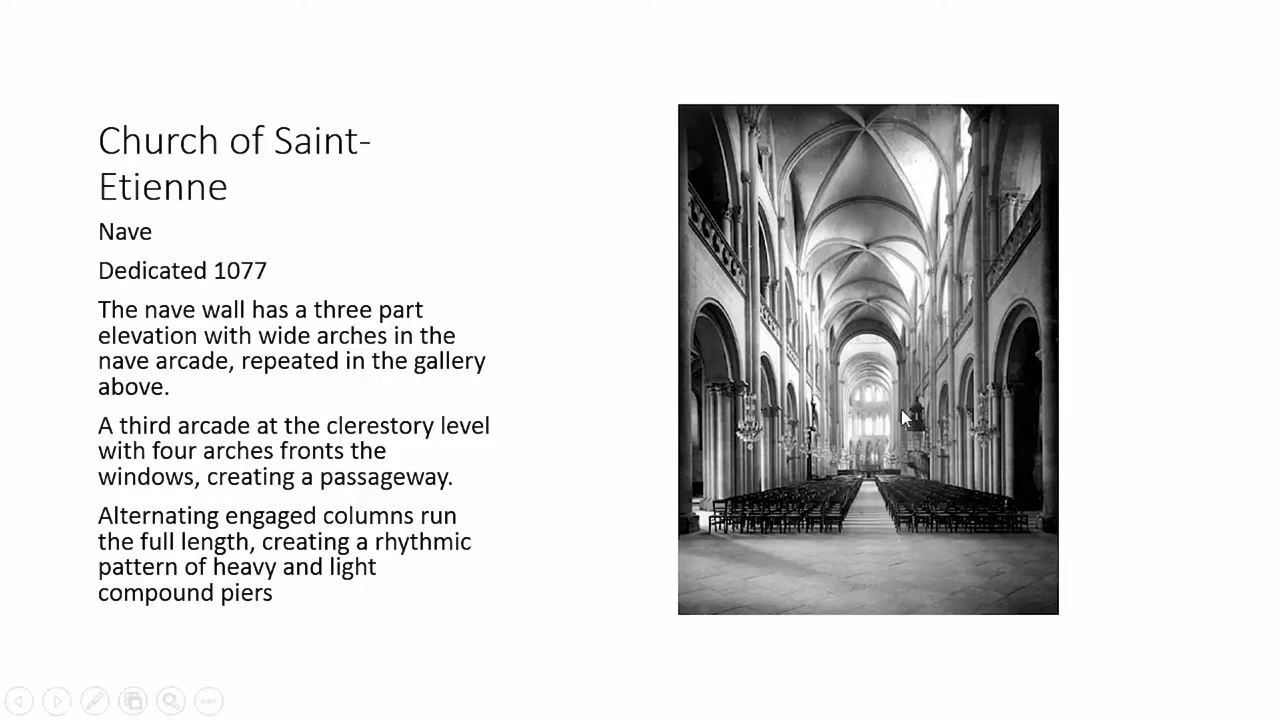 Church of Saint-
Etienne
Nave
Dedicated 1077
The nave wall has a three part
elevation with wide arches in the
nave arcade, repeated in the gallery
above.
A third arcade at the clerestory level
with four arches fronts the
windows, creating a passageway.
Alternating engaged columns run
the full length, creating a rhythmic
pattern of heavy and light
compound piers